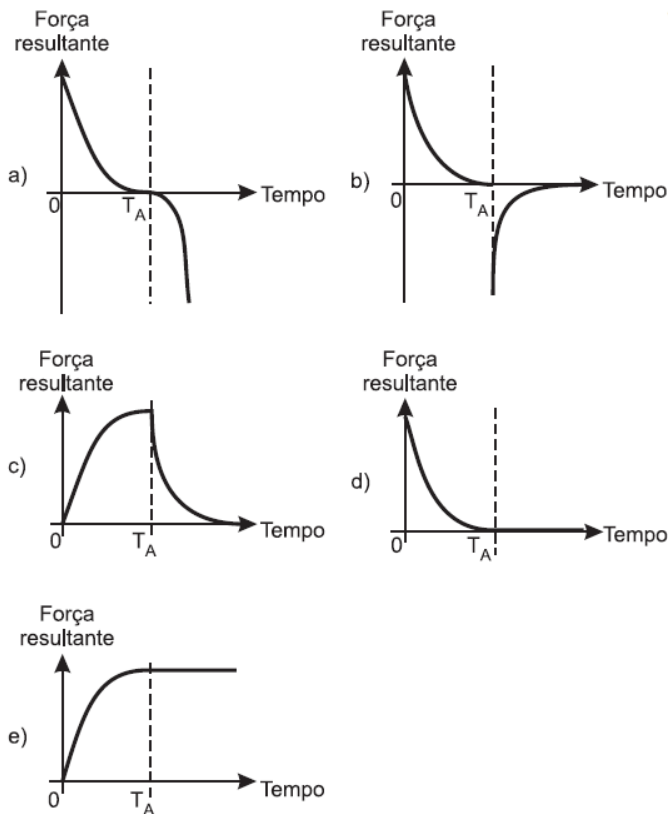 Força
resultante
a)
0
T_A
Tempo
Força
resultante
b)
0
T_A
Tempo
Força
resultante
c)
0
T_A
Tempo
Força
resultante
d)
0
T_A
Tempo
Força
resultante
e)
0
T_A
Tempo